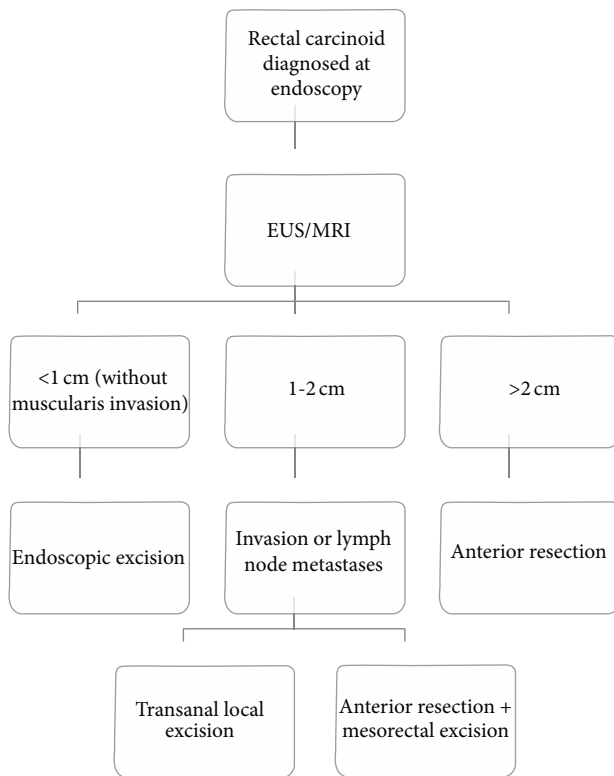 Rectal carcinoid
diagnosed at
endoscopy
EUS/MRI
<1 cm (without
muscularis invasion)
1-2 cm
>2 cm
Endoscopic excision
Invasion or lymph
node metastases
Anterior resection
Transanal local
excision
Anterior resection +
mesorectal excision